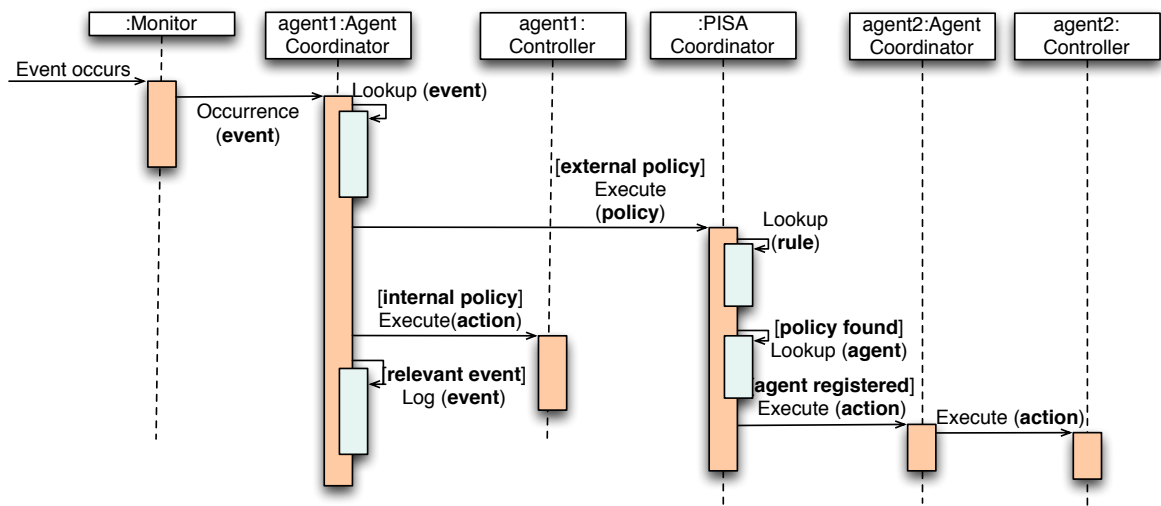 :Monitor
agent1:Agent
Coordinator
agent1:
Controller
:PISA
Coordinator
agent2:Agent
Coordinator
agent2:
Controller
Event occurs
Occurrence
(event)
Lookup (event)
[external policy]
Execute
(policy)
Lookup
(rule)
[internal policy]
Execute(action)
[policy found]
Lookup (agent)
[relevant event]
Log (event)
[agent registered]
Execute (action)
Execute (action)